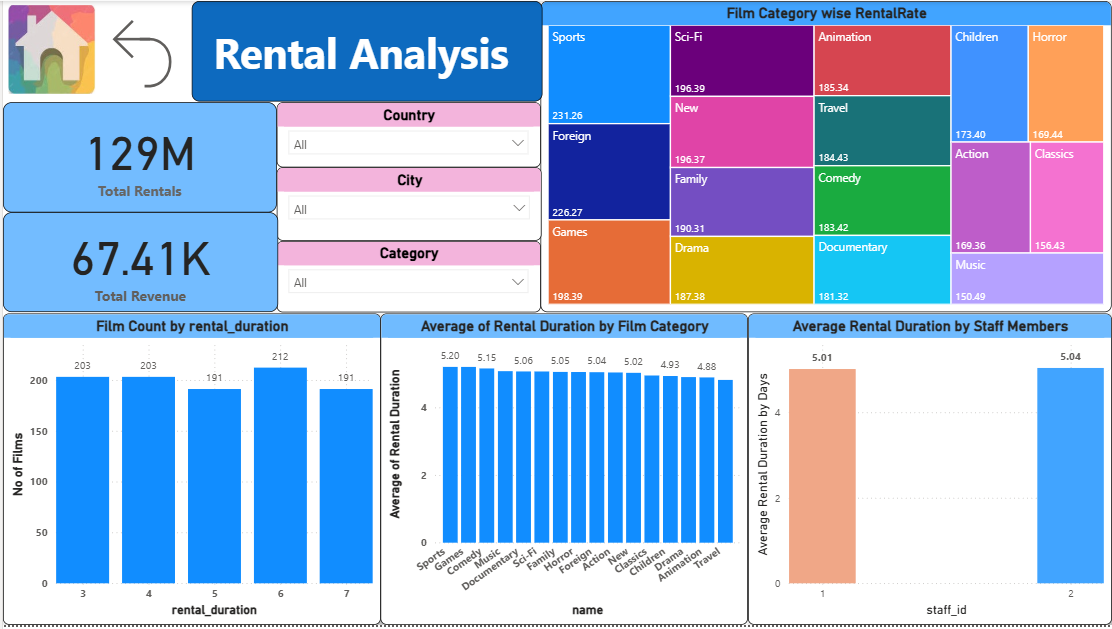 Rental Analysis
129M
Total Rentals
67.41K
Total Revenue
Country
All
City
All
Category
All
Film Category wise RentalRate
Sports
231.26
Foreign
226.27
Games
198.39
Sci-Fi
196.39
New
196.37
Family
190.31
Drama
187.38
Animation
185.34
Travel
184.43
Comedy
183.42
Documentary
181.32
Children
173.40
Horror
169.44
Action
169.36
Classics
156.43
Music
150.49
Film Count by rental_duration
No of Films
200
150
100
50
0
203
203
191
212
191
3
4
5
6
7
rental_duration
Average of Rental Duration by Film Category
Average of Rental Duration
4
2
0
5.20
5.15
5.06
5.05
5.04
5.02
4.93
4.88
Sports
Games
Comedy
Music
Documentary
Sci-Fi
Family
Horror
Foreign
Action
New
Classics
Children
Drama
Animation
Travel
name
Average Rental Duration by Staff Members
Average Rental Duration by Days
4
2
0
5.01
5.04
1
2
staff_id